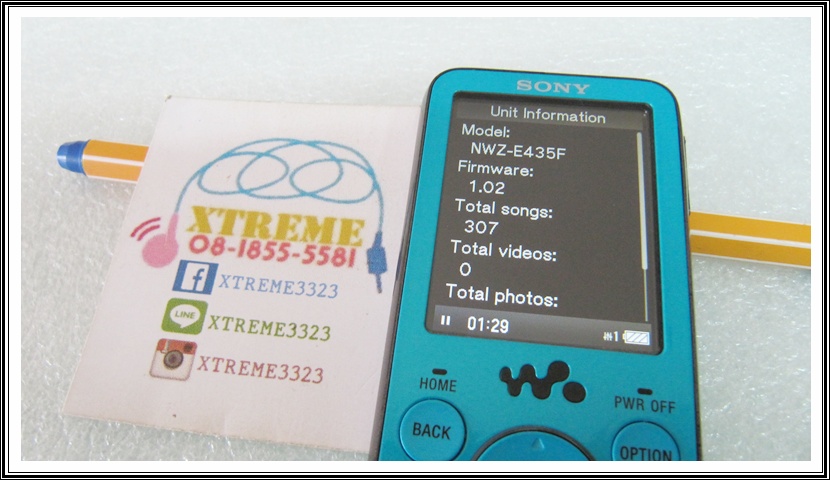 XTREME
08-1855-5581
f XTREME3323
LINE XTREME3323
XTREME3323
SONY
Unit Information
Model:
NWZ-E435F
Firmware:
1.02
Total songs:
307
Total videos:
0
Total photos:
01:29
1
HOME
PWR OFF
BACK
OPTION